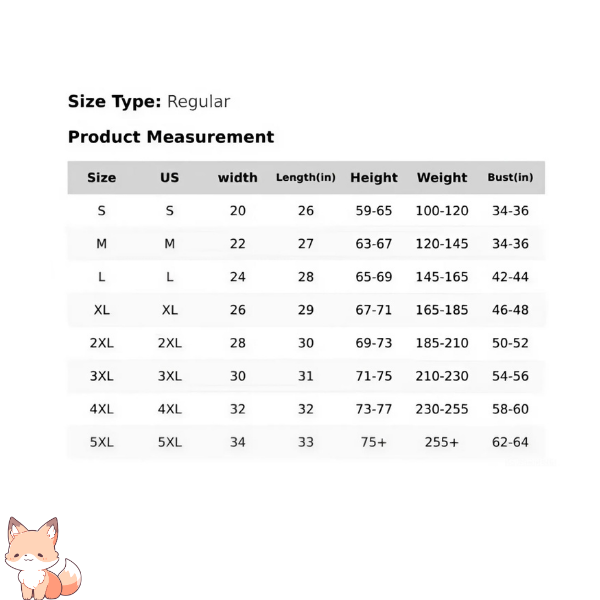 Size Type: Regular
Product Measurement
Size US width Length(in) Height Weight Bust(in)
S S 20 26 59-65 100-120 34-36
M M 22 27 63-67 120-145 34-36
L L 24 28 65-69 145-165 42-44
XL XL 26 29 67-71 165-185 46-48
2XL 2XL 28 30 69-73 185-210 50-52
3XL 3XL 30 31 71-75 210-230 54-56
4XL 4XL 32 32 73-77 230-255 58-60
5XL 5XL 34 33 75+ 255+ 62-64